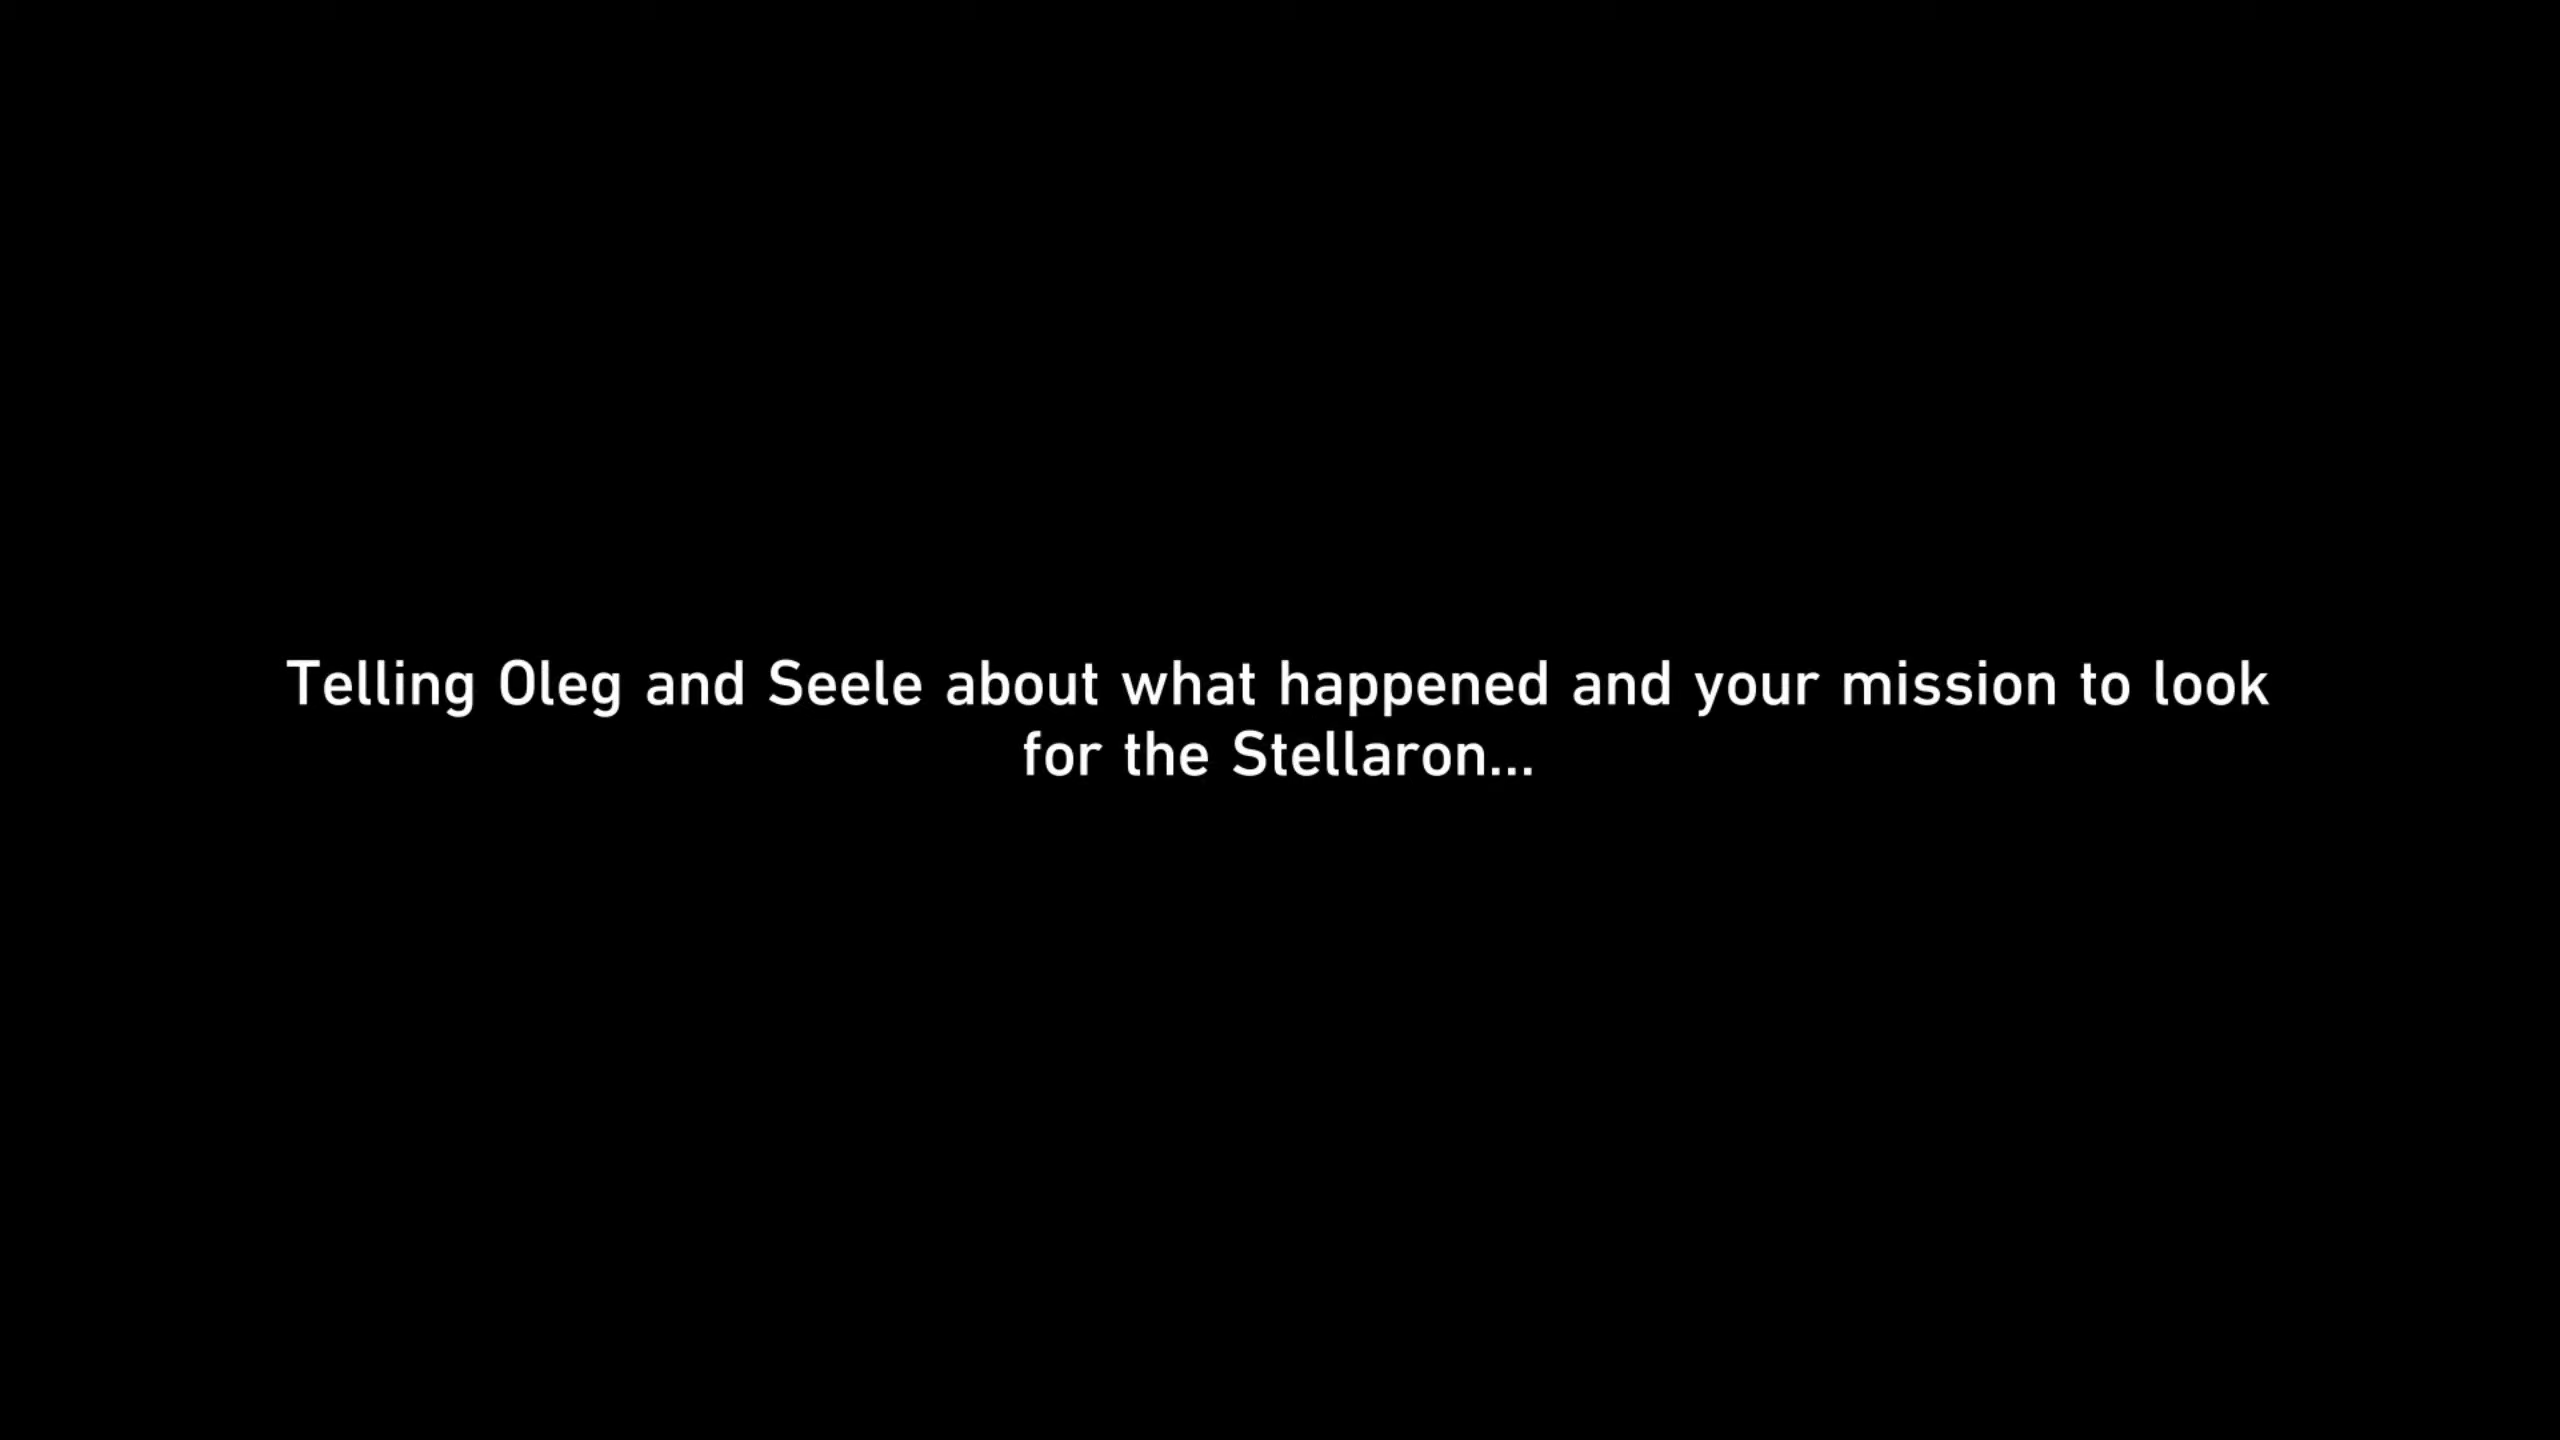 Telling Oleg and Seele about what happened and your mission to look
for the Stellaron...